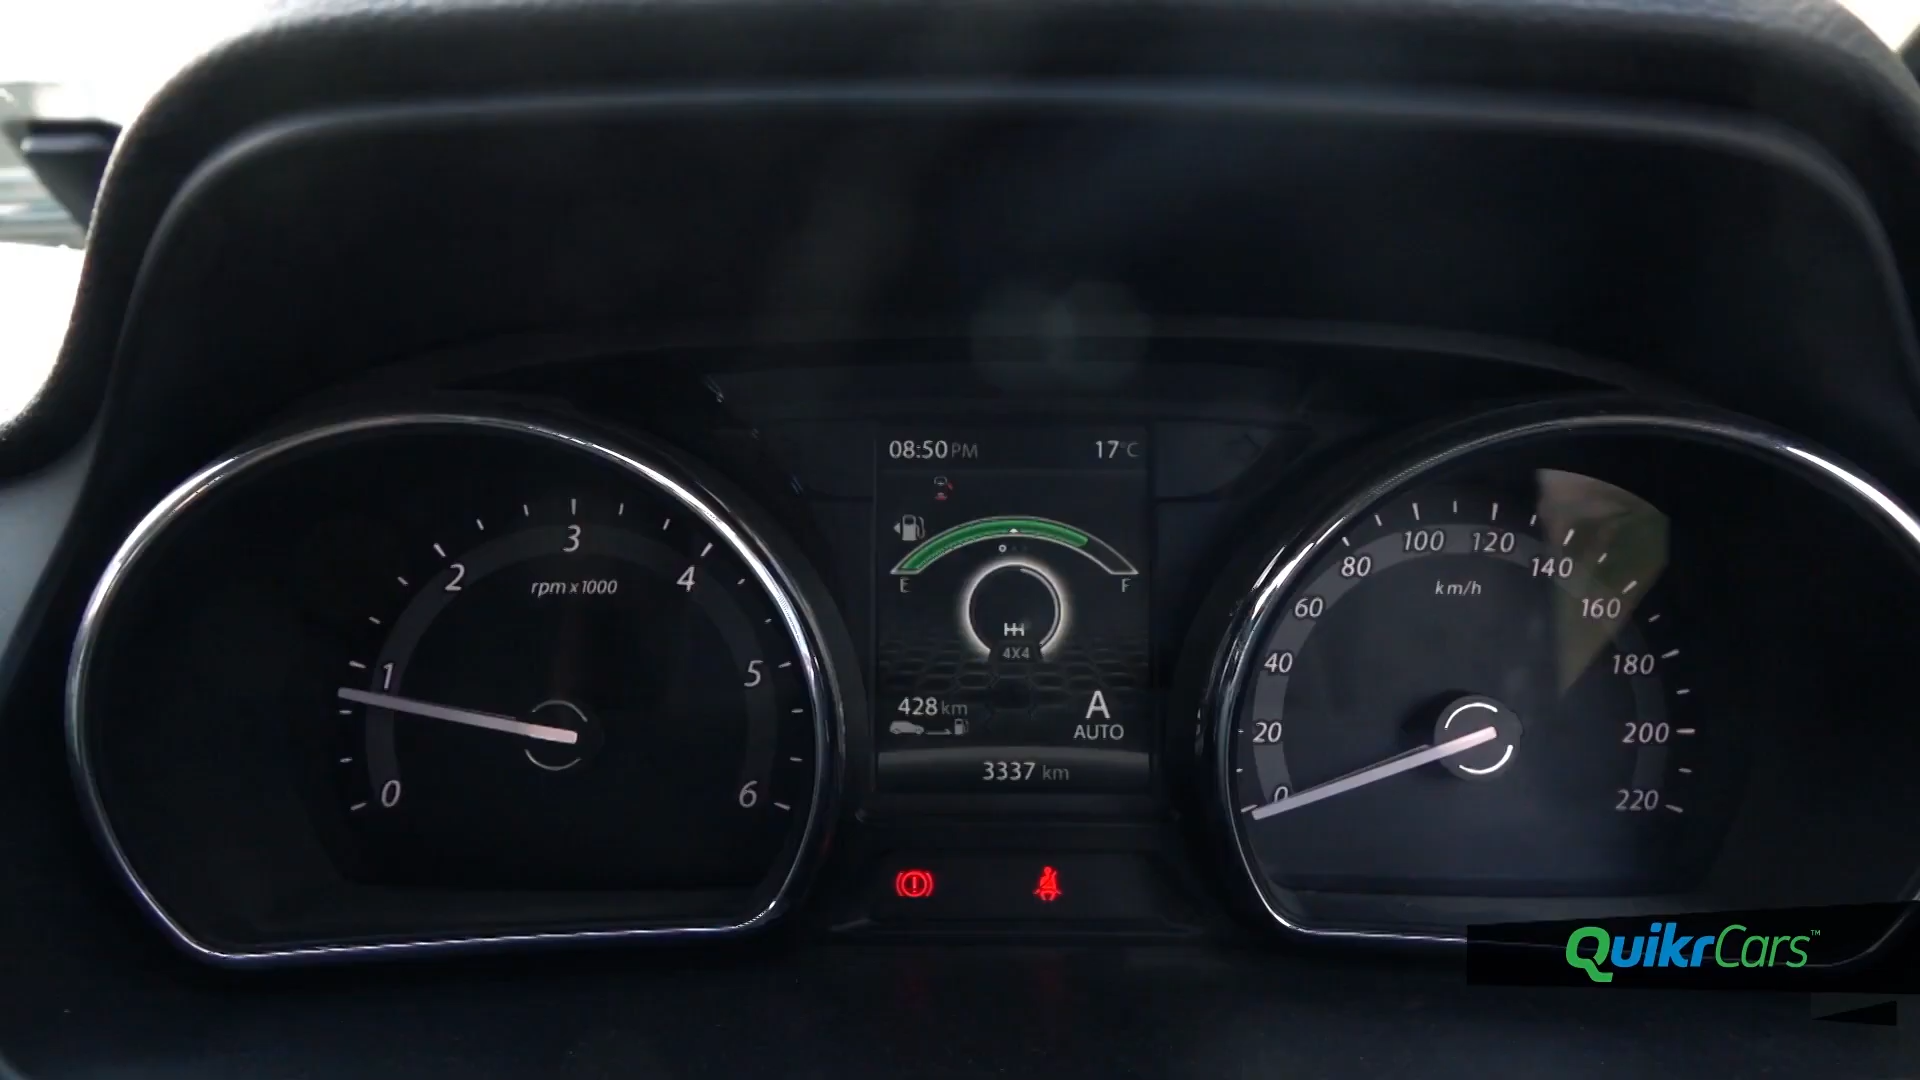 08:50 PM 17°C
E F
4X4
428 km
A
AUTO
3337 km
0 1 2 3 4 5 6
rpm x 1000
0 20 40 60 80 100 120 140 160 180 200 220
km/h
QuikrCars™